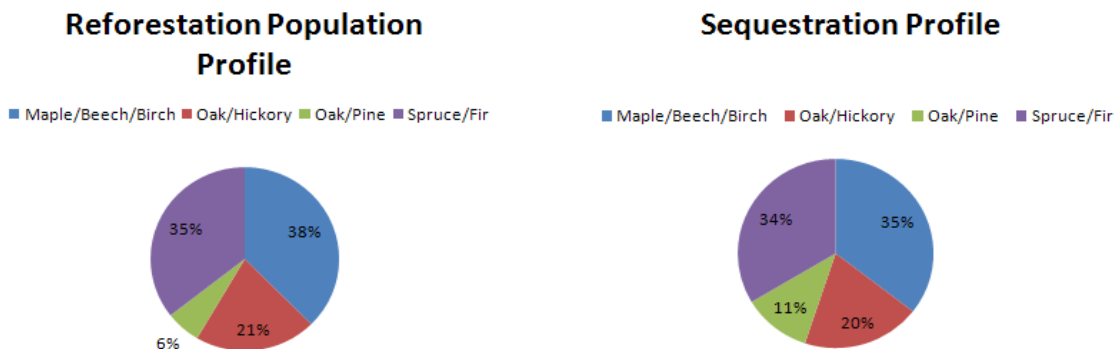 Reforestation Population
Profile
Maple/Beech/Birch Oak/Hickory Oak/Pine Spruce/Fir
35%
38%
6%
21%
Sequestration Profile
Maple/Beech/Birch Oak/Hickory Oak/Pine Spruce/Fir
34%
35%
11%
20%